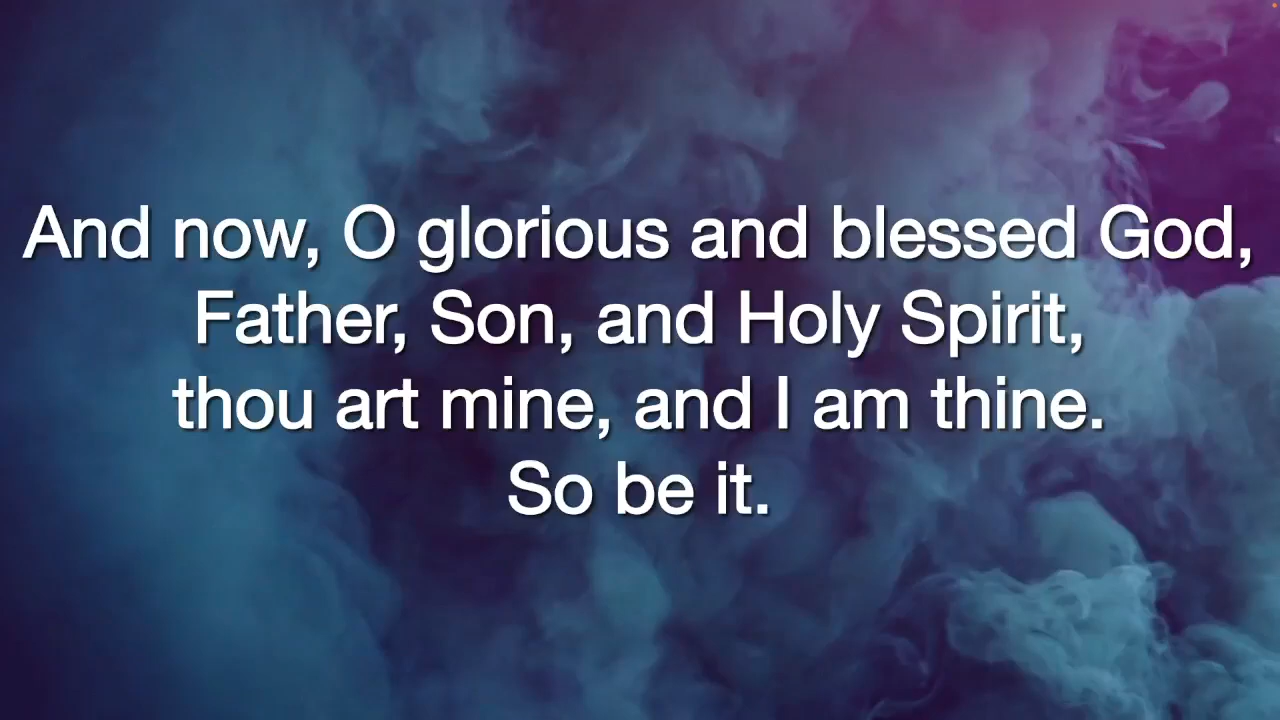 And now, O glorious and blessed God,
Father, Son, and Holy Spirit,
thou art mine, and I am thine.
So be it.